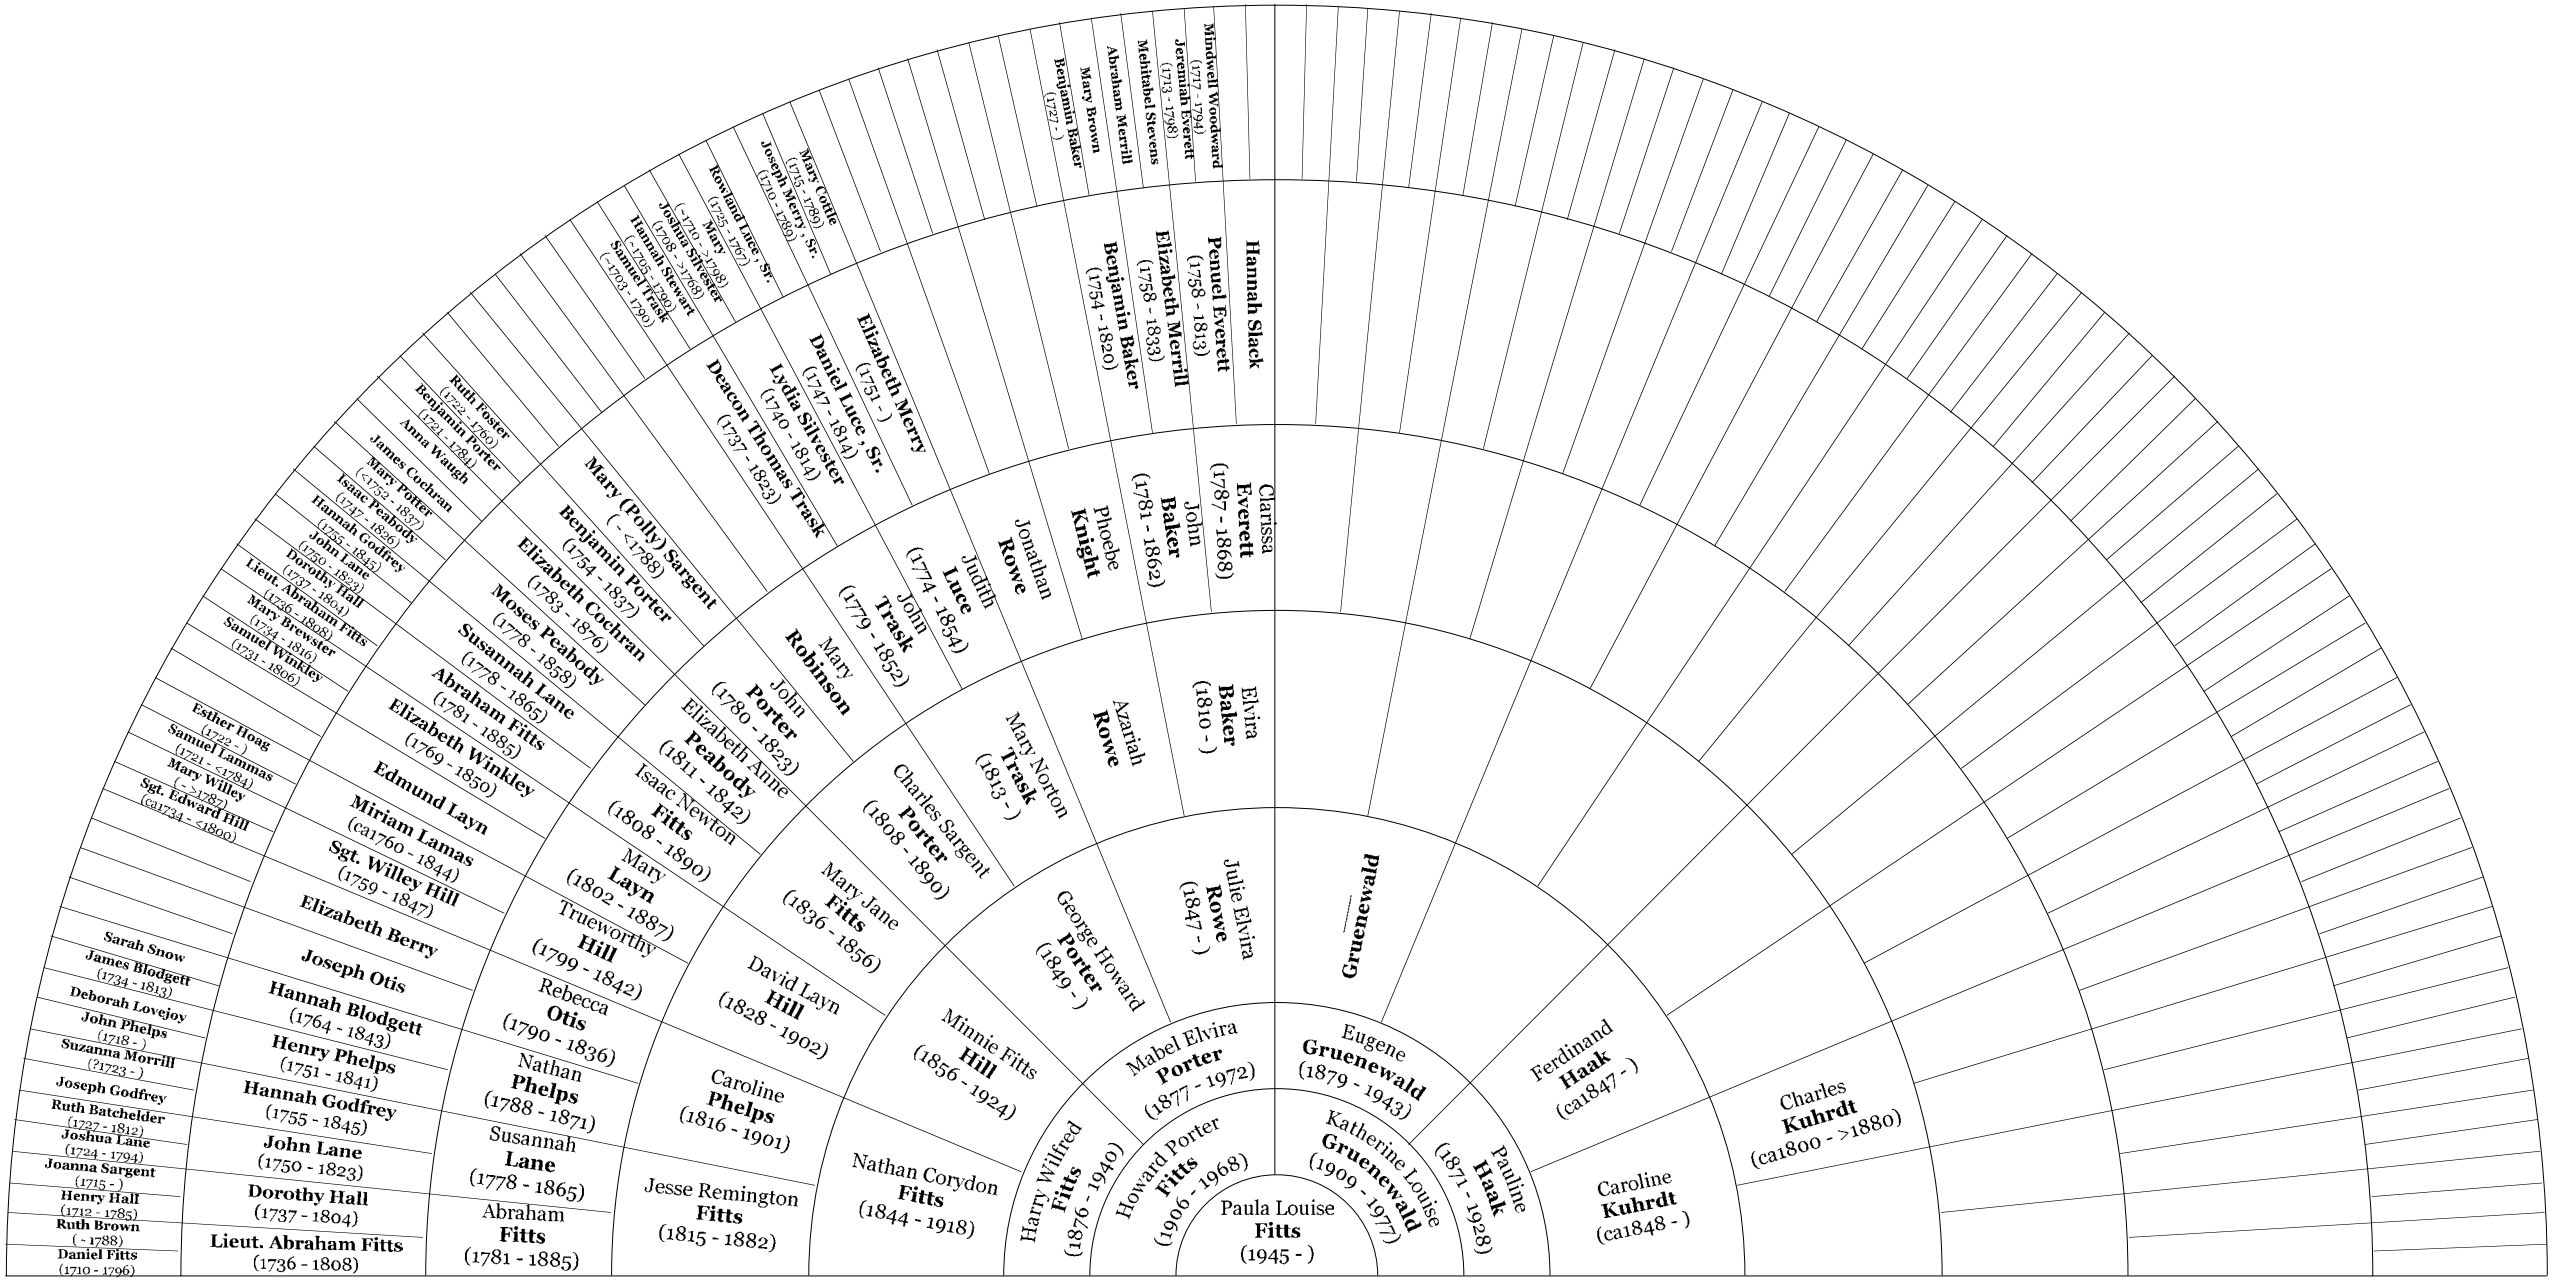 Paula Louise
Fitts
(1945 - )
Howard Porter
Fitts
(1906 - 1968)
Katherine Louise
Gruenewald
(1909 - 1977)
Harry Wilfred
Fitts
(1876 - 1940)
Mabel Elvira
Porter
(1877 - 1972)
Eugene
Gruenewald
(1879 - 1943)
Pauline
Haak
(1871 - 1928)
Nathan Corydon
Fitts
(1844 - 1918)
Minnie Fitts
Hill
(1856 - 1924)
George Howard
Porter
(1849 - )
Julie Elvira
Rowe
(1847 - )
Gruenewald
Ferdinand
Haak
(ca1847 - )
Caroline
Kuhrdt
(ca1848 - )
Jesse Remington
Fitts
(1815 - 1882)
Caroline
Phelps
(1816 - 1901)
David Layn
Hill
(1828 - 1902)
Mary Jane
Fitts
(1836 - 1856)
Charles Sargent
Porter
(1808 - 1890)
Mary Norton
Trask
(1813 - )
Azariah
Rowe
Elvira
Baker
(1810 - )
Charles
Kuhrdt
(ca1800 - >1880)
Abraham
Fitts
(1781 - 1885)
Susannah
Lane
(1778 - 1865)
Nathan
Phelps
(1788 - 1871)
Rebecca
Otis
(1790 - 1836)
Trueworthy
Hill
(1799 - 1842)
Mary
Layn
(1802 - 1887)
Isaac Newton
Fitts
(1808 - 1890)
Elizabeth Anne
Peabody
(1811 - 1842)
John
Porter
(1780 - 1823)
Mary
Robinson
John
Trask
(1779 - 1852)
Judith
Luce
(1774 - 1854)
Jonathan
Rowe
Phoebe
Knight
John
Baker
(1781 - 1862)
Clarissa
Everett
(1787 - 1868)
Lieut. Abraham Fitts
(1736 - 1808)
Dorothy Hall
(1737 - 1804)
John Lane
(1750 - 1823)
Hannah Godfrey
(1755 - 1845)
Henry Phelps
(1751 - 1841)
Hannah Blodgett
(1764 - 1843)
Joseph Otis
Elizabeth Berry
Sgt. Willey Hill
(1759 - 1847)
Miriam Lamas
(ca1760 - 1844)
Edmund Layn
Elizabeth Winkley
(1769 - 1850)
Abraham Fitts
(1781 - 1885)
Susannah Lane
(1778 - 1865)
Moses Peabody
(1778 - 1858)
Elizabeth Cochran
(1783 - 1876)
Benjamin Porter
(1754 - 1837)
Mary (Polly) Sargent
( - <1788)
Deacon Thomas Trask
(1737 - 1823)
Lydia Silvester
(1740 - 1814)
Daniel Luce , Sr.
(1747 - 1814)
Elizabeth Merry
(1751 - )
Benjamin Baker
(1754 - 1820)
Elizabeth Merrill
(1758 - 1833)
Penuel Everett
(1758 - 1813)
Hannah Slack
Daniel Fitts
(1710 - 1796)
Ruth Brown
( - 1788)
Henry Hall
(1712 - 1785)
Joanna Sargent
(1715 - )
Joshua Lane
(1724 - 1794)
Ruth Batchelder
(1727 - 1812)
Joseph Godfrey
Suzanna Morrill
(?1723 - )
John Phelps
(1718 - )
Deborah Lovejoy
James Blodgett
(1734 - 1813)
Sarah Snow
Sgt. Edward Hill
(ca1734 - <1800)
Mary Willey
( - >1787)
Samuel Lammas
(1721 - <1784)
Esther Hoag
(1722 - )
Samuel Winkley
(1731 - 1806)
Mary Brewster
(1734 - 1816)
Lieut. Abraham Fitts
(1736 - 1808)
Dorothy Hall
(1737 - 1804)
John Lane
(1750 - 1823)
Hannah Godfrey
(1755 - 1845)
Isaac Peabody
(1747 - 1826)
Mary Potter
(<1752 - 1837)
James Cochran
Anna Waugh
Benjamin Porter
(1721 - 1784)
Ruth Foster
(1722 - 1760)
Samuel Trask
(~1703 - 1790)
Hannah Stewart
(~1705 - 1790)
Joshua Silvester
(1708 - >1768)
Mary
(~1710 - >1798)
Rowland Luce , Sr.
(1725 - 1767)
Joseph Merry , Sr.
(1710 - 1789)
Mary Cottle
(1715 - 1789)
Benjamin Baker
(1727 - )
Mary Brown
Abraham Merrill
Mehitabel Stevens
Jeremiah Everett
(1713 - 1798)
Mindwell Woodward
(1717 - 1794)